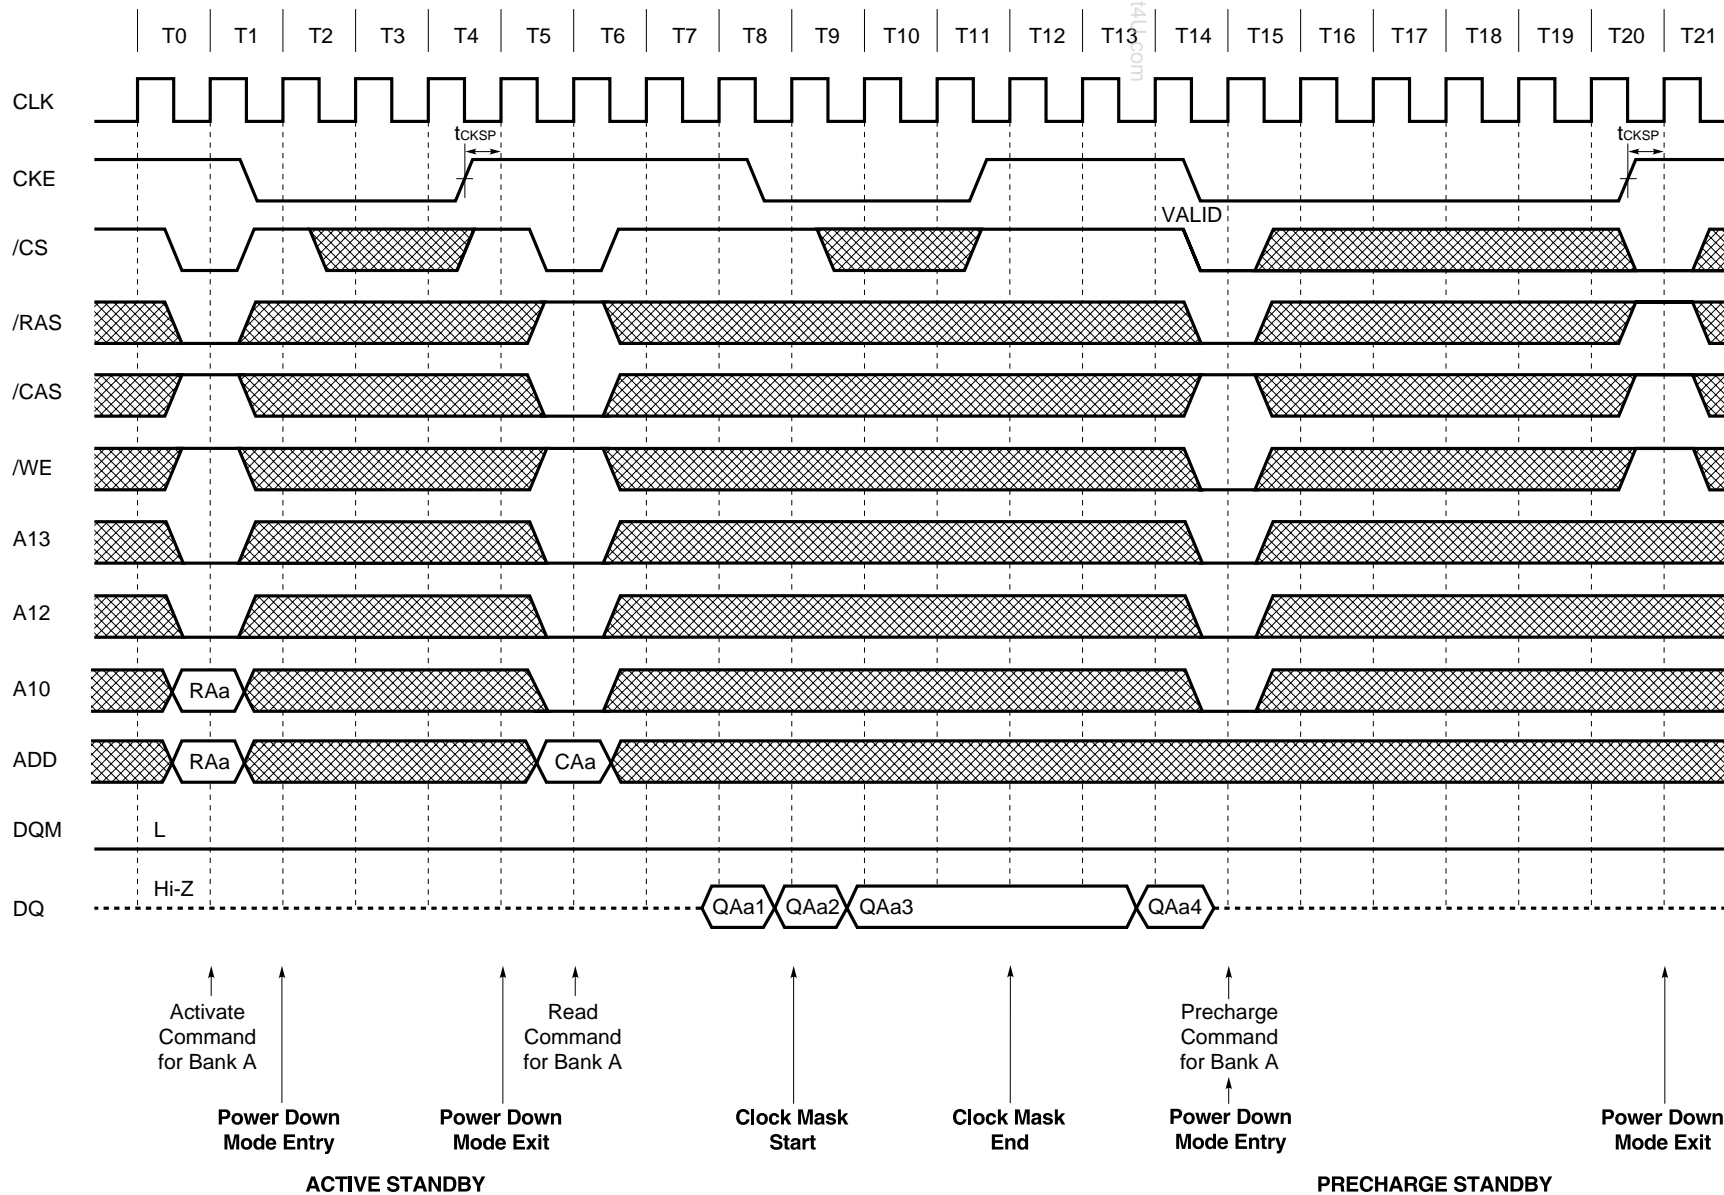 T0 T1 T2 T3 T4 T5 T6 T7 T8 T9 T10 T11 T12 T13 T14 T15 T16 T17 T18 T19 T20 T21
t4U.com
CLK
tCKSP tCKSP
CKE
VALID
/CS
/RAS
/CAS
/WE
A13
A12
A10 RAa
ADD RAa CAa
DQM L
Hi-Z
DQ QAa1 QAa2 QAa3 QAa4
Activate
Command
for Bank A
Read
Command
for Bank A
Precharge
Command
for Bank A
Power Down
Mode Entry
Power Down
Mode Exit
Clock Mask
Start
Clock Mask
End
Power Down
Mode Entry
Power Down
Mode Exit
ACTIVE STANDBY
PRECHARGE STANDBY